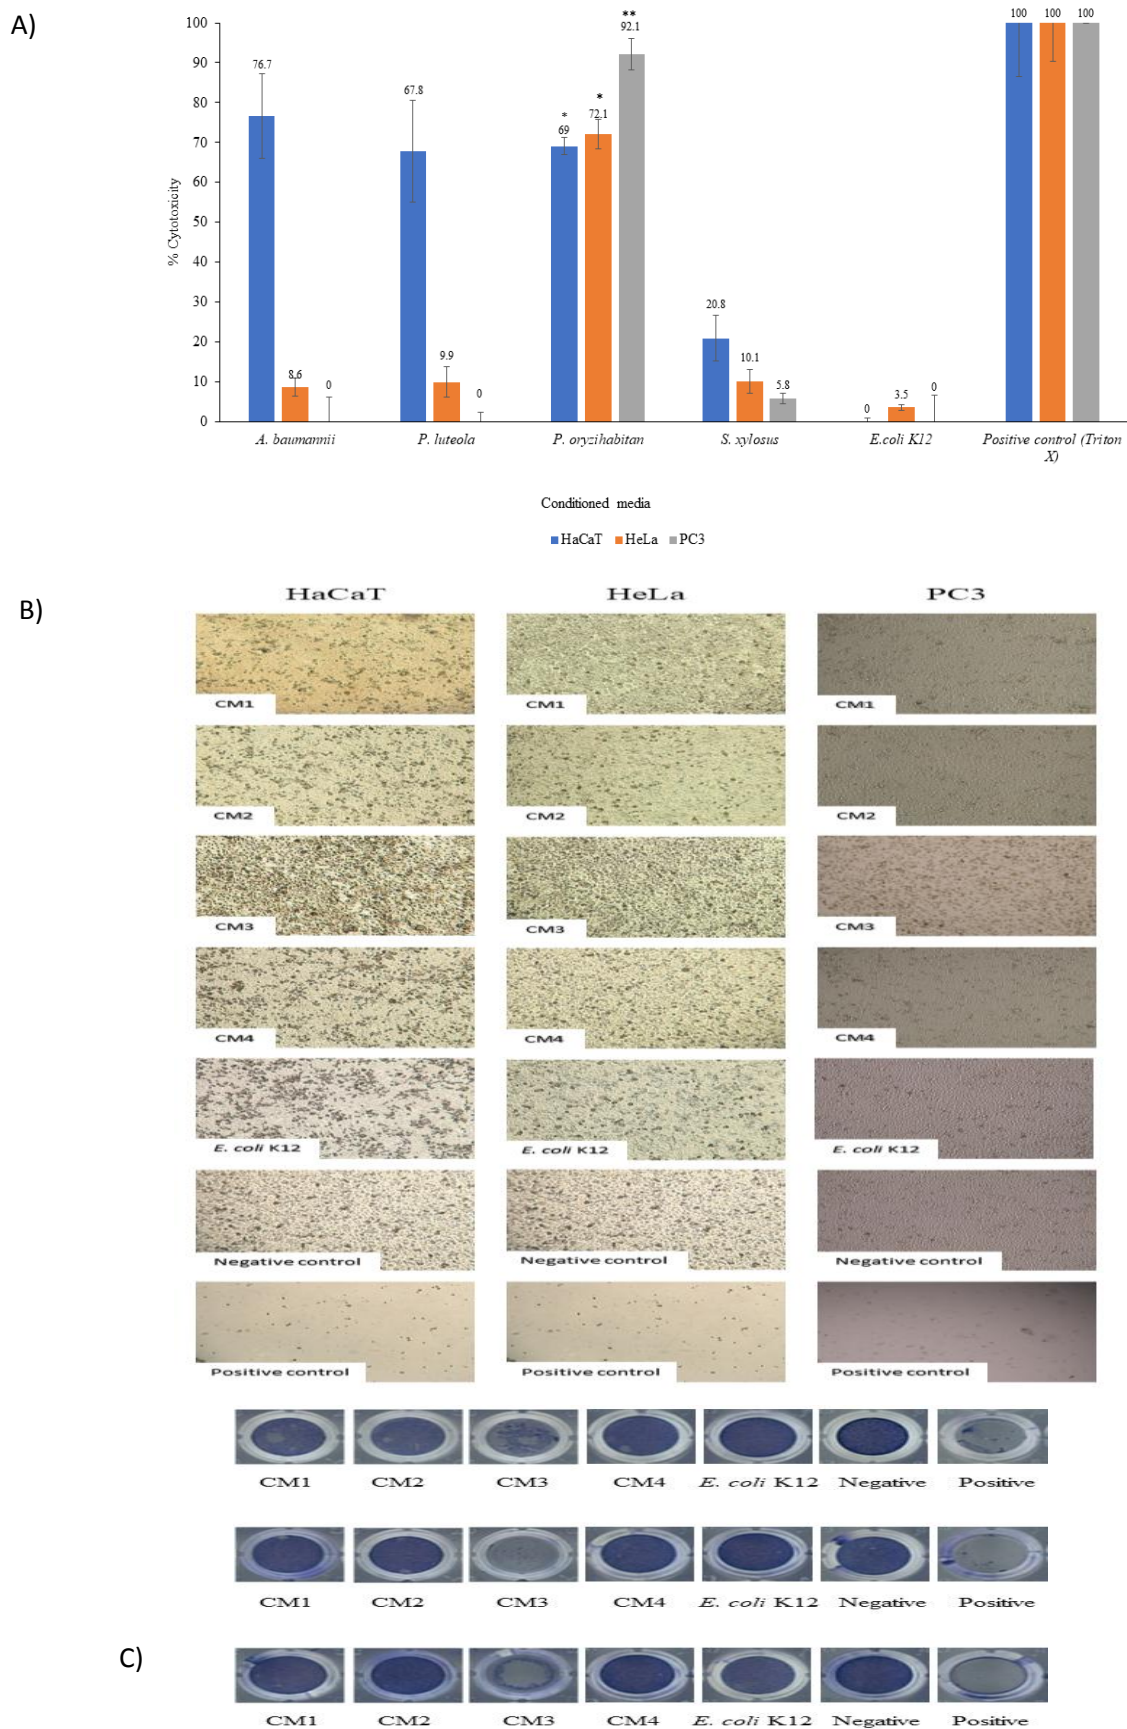 A)
% Cytotoxicity
100
90
80
70
60
50
40
30
20
10
0
76.7
8.6
0
67.8
9.9
0
*
69
*
72.1
**
92.1
20.8
10.1
5.8
0
3.5
0
100
100
100
A. baumannii
P. luteola
P. oryzihabitan
S. xylosus
E.coli K12
Positive control (Triton
X)
Conditioned media
HaCaT HeLa PC3
B)
HaCaT HeLa PC3
CM1 CM1 CM1
CM2 CM2 CM2
CM3 CM3 CM3
CM4 CM4 CM4
E. coli K12 E. coli K12 E. coli K12
Negative control Negative control Negative control
Positive control Positive control Positive control
CM1 CM2 CM3 CM4 E. coli K12 Negative Positive
CM1 CM2 CM3 CM4 E. coli K12 Negative Positive
C)
CM1 CM2 CM3 CM4 E. coli K12 Negative Positive